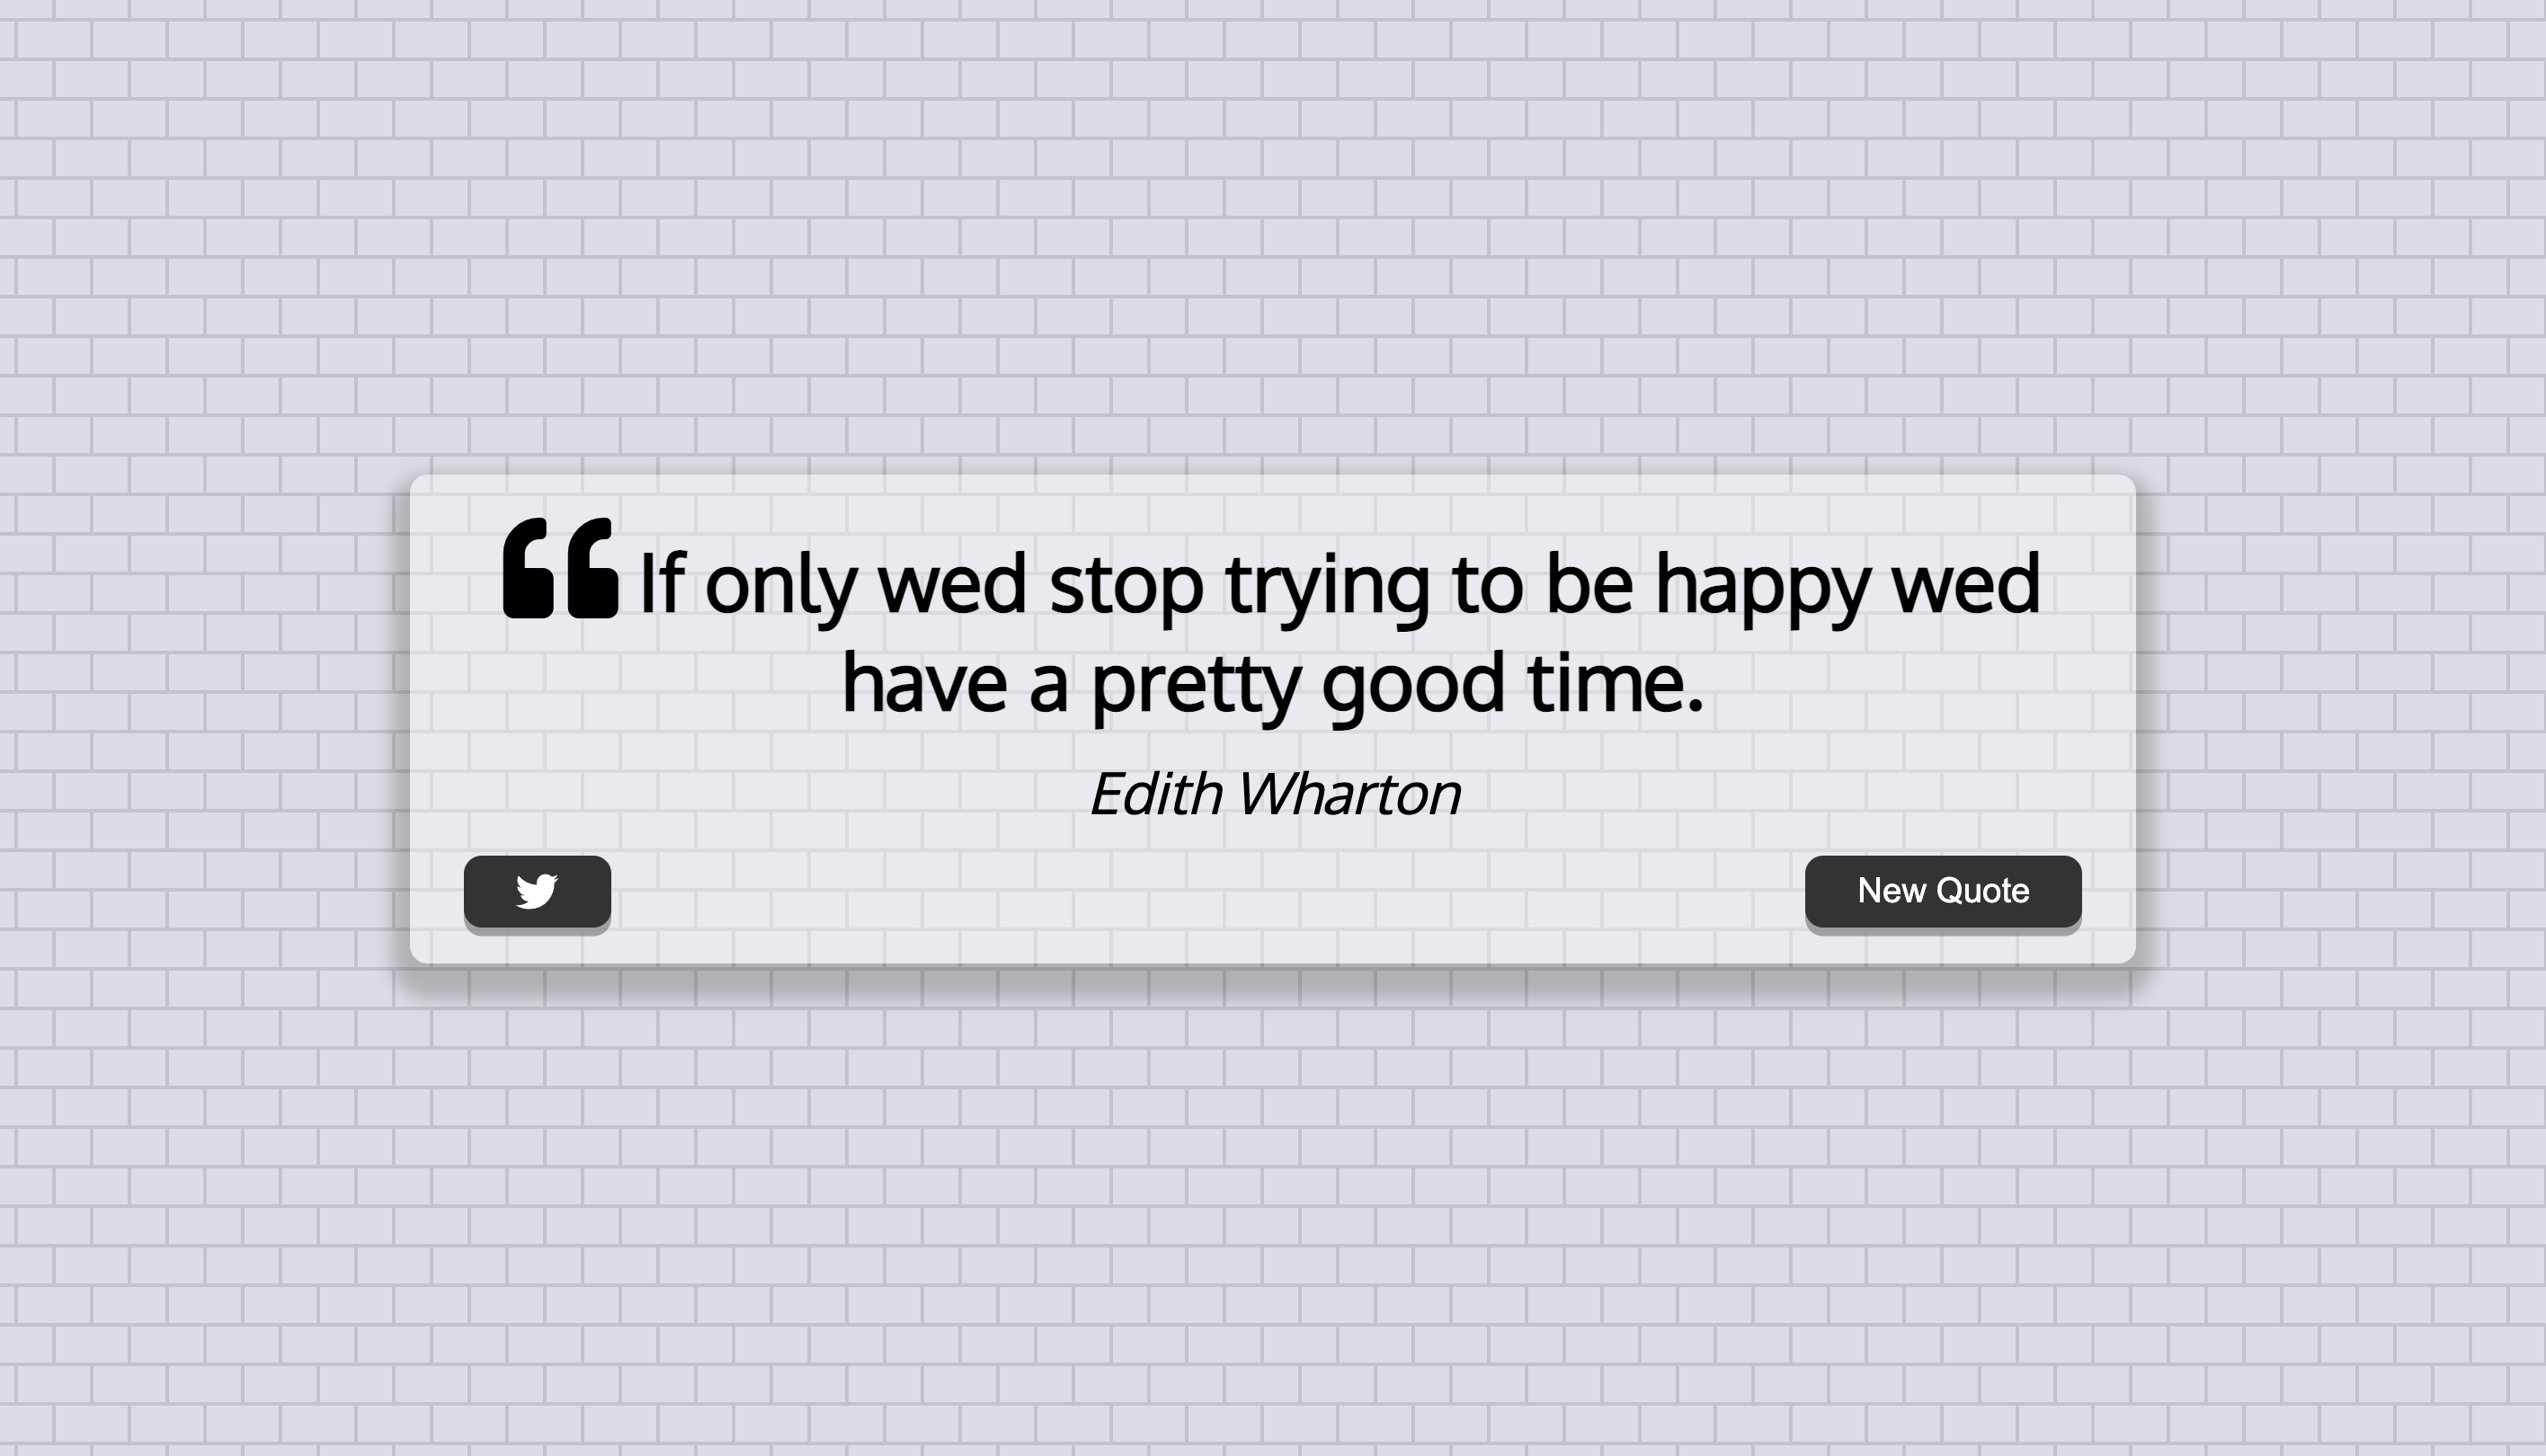 “ If only wed stop trying to be happy wed
have a pretty good time.
Edith Wharton
New Quote